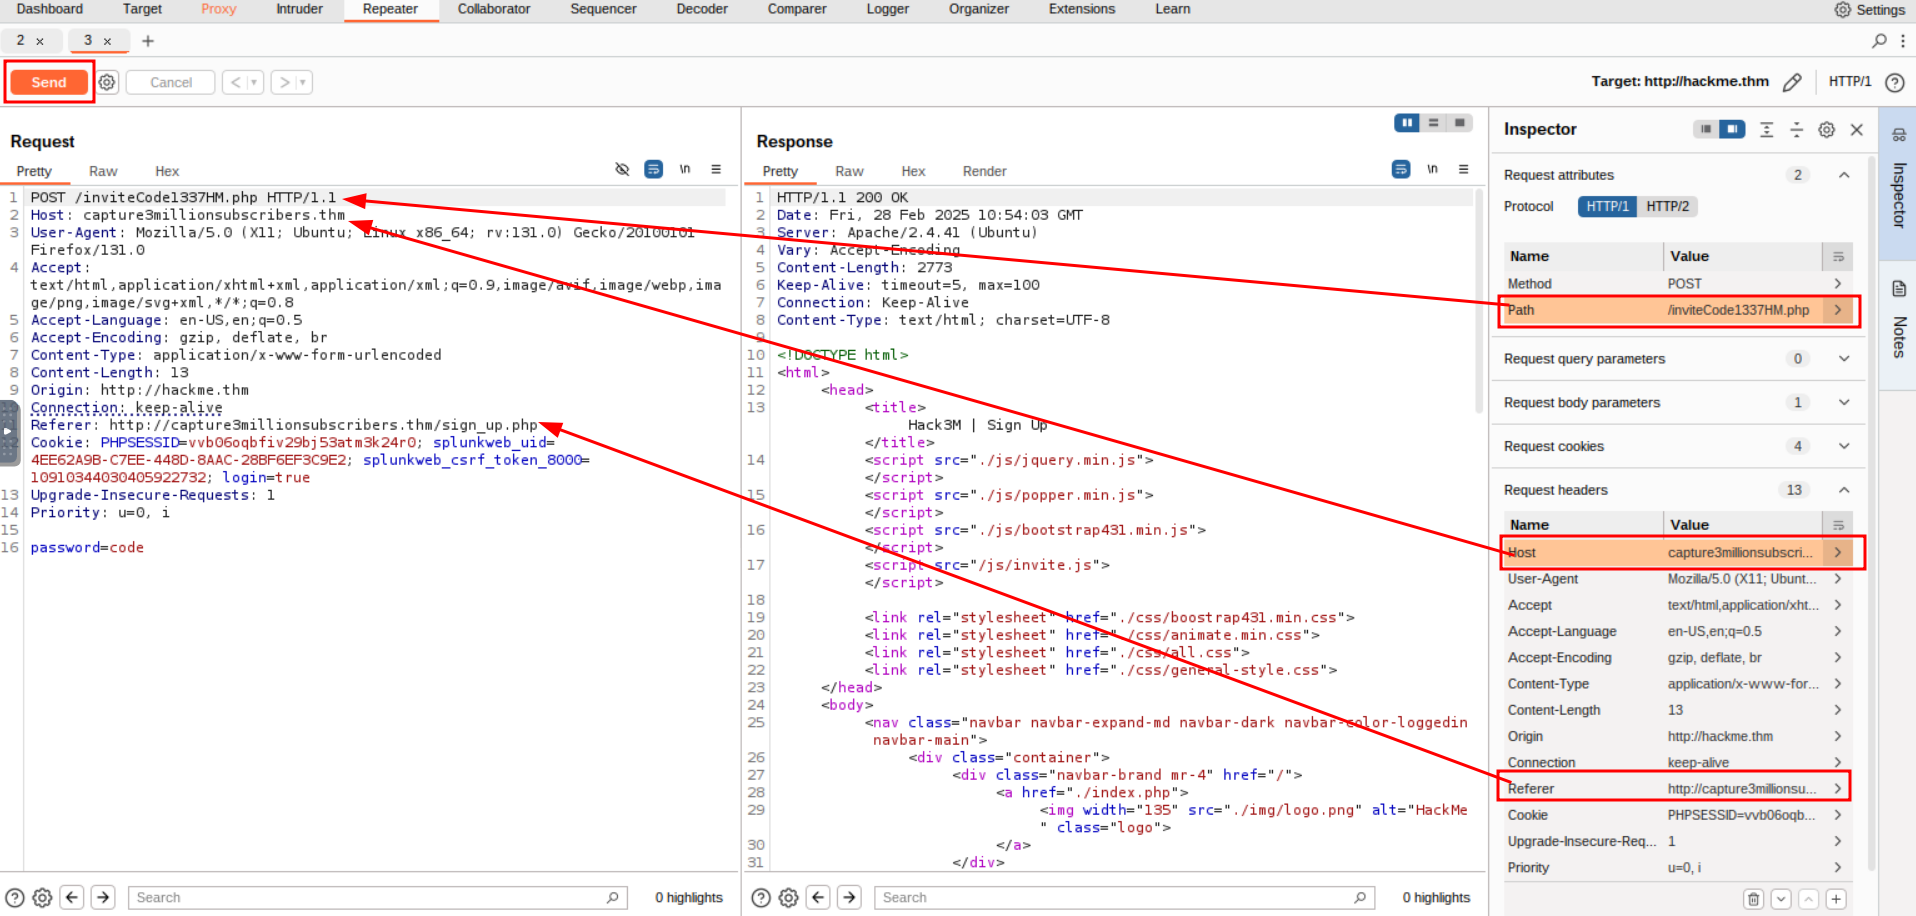 Dashboard Target Proxy Intruder Repeater Collaborator Sequencer Decoder Comparer Logger Organizer Extensions Learn Settings
2 × 3 × +
Send Cancel < > Target: http://hackme.thm HTTP/1 ?
Request
Pretty Raw Hex \n
1 POST /inviteCode1337HM.php HTTP/1.1
2 Host: capture3millionsubscribers.thm
3 User-Agent: Mozilla/5.0 (X11; Ubuntu; Linux x86_64; rv:131.0) Gecko/20100101
Firefox/131.0
4 Accept:
text/html,application/xhtml+xml,application/xml;q=0.9,image/avif,image/webp,ima
ge/png,image/svg+xml,*/*;q=0.8
5 Accept-Language: en-US,en;q=0.5
6 Accept-Encoding: gzip, deflate, br
7 Content-Type: application/x-www-form-urlencoded
8 Content-Length: 13
9 Origin: http://hackme.thm
Connection: keep-alive
Referer: http://capture3millionsubscribers.thm/sign_up.php
Cookie: PHPSESSID=vvb06oqbfiv29bj53atm3k24r0; splunkweb_uid=
4EE62A9B-C7EE-448D-8AAC-28BF6EF3C9E2; splunkweb_csrf_token_8000=
10910344030405922732; login=true
13 Upgrade-Insecure-Requests: 1
14 Priority: u=0, i
15
16 password=code
? Search 0 highlights
Response
Pretty Raw Hex Render \n
1 HTTP/1.1 200 OK
2 Date: Fri, 28 Feb 2025 10:54:03 GMT
3 Server: Apache/2.4.41 (Ubuntu)
4 Vary: Accept-Encoding
5 Content-Length: 2773
6 Keep-Alive: timeout=5, max=100
7 Connection: Keep-Alive
8 Content-Type: text/html; charset=UTF-8
9
10 <!DOCTYPE html>
11 <html>
12 <head>
13 <title>
Hack3M | Sign Up
</title>
14 <script src="./js/jquery.min.js">
</script>
15 <script src="./js/popper.min.js">
</script>
16 <script src="./js/bootstrap431.min.js">
</script>
17 <script src="/js/invite.js">
</script>
18
19 <link rel="stylesheet" href="./css/boostrap431.min.css">
20 <link rel="stylesheet" href="./css/animate.min.css">
21 <link rel="stylesheet" href="./css/all.css">
22 <link rel="stylesheet" href="./css/general-style.css">
23 </head>
24 <body>
25 <nav class="navbar navbar-expand-md navbar-dark navbar-color-loggedin
navbar-main">
26 <div class="container">
27 <div class="navbar-brand mr-4" href="/">
28 <a href="./index.php">
29 <img width="135" src="./img/logo.png" alt="HackMe
" class="logo">
30 </a>
31 </div>
? Search 0 highlights
Inspector
Request attributes 2
Protocol HTTP/1 HTTP/2
Name Value
Method POST
Path /inviteCode1337HM.php
Request query parameters 0
Request body parameters 1
Request cookies 4
Request headers 13
Name Value
Host capture3millionsubscri...
User-Agent Mozilla/5.0 (X11; Ubunt...
Accept text/html,application/xht...
Accept-Language en-US,en;q=0.5
Accept-Encoding gzip, deflate, br
Content-Type application/x-www-for...
Content-Length 13
Origin http://hackme.thm
Connection keep-alive
Referer http://capture3millionsu...
Cookie PHPSESSID=vvb06oqb...
Upgrade-Insecure-Req... 1
Priority u=0, i
Inspector
Notes